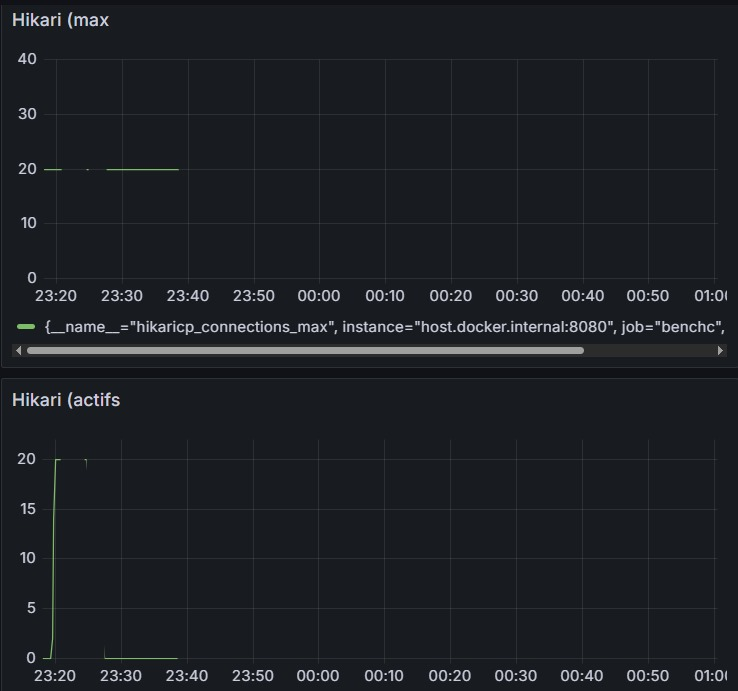 Hikari (max
40
30
20
10
0
23:20 23:30 23:40 23:50 00:00 00:10 00:20 00:30 00:40 00:50 01:00
{__name__="hikaricp_connections_max", instance="host.docker.internal:8080", job="benchc",
Hikari (actifs
20
15
10
5
0
23:20 23:30 23:40 23:50 00:00 00:10 00:20 00:30 00:40 00:50 01:00